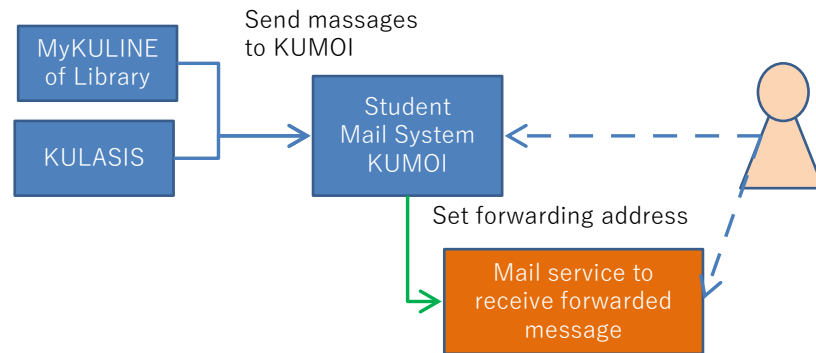 Send massages
to KUMOI
MyKULINE
of Library
KULASIS
Student
Mail System
KUMOI
Set forwarding address
Mail service to
receive forwarded
message